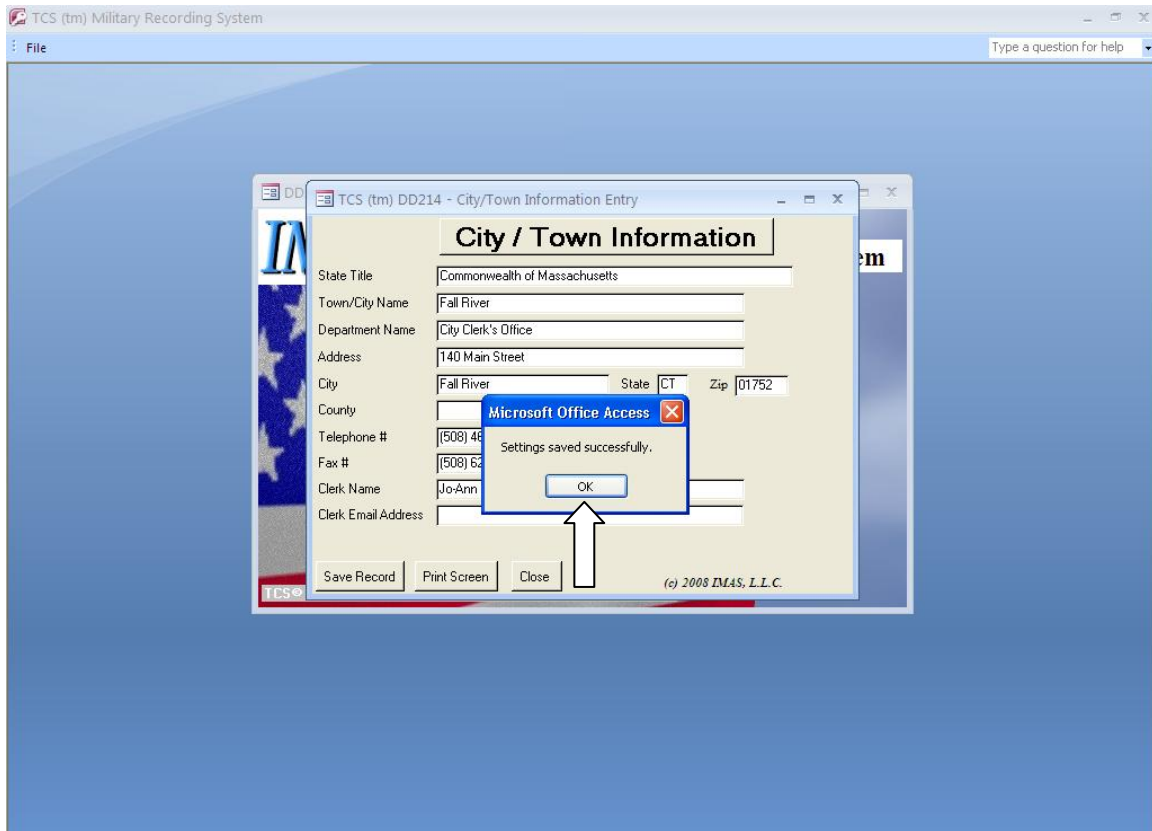 TCS (tm) Military Recording System
File
Type a question for help
DD
TCS (tm) DD214 - City/Town Information Entry
em
City / Town Information
State Title Commonwealth of Massachusetts
Town/City Name Fall River
Department Name City Clerk's Office
Address 140 Main Street
City Fall River State CT Zip 01752
County
Telephone # (508) 46
Fax # (508) 62
Clerk Name Jo-Ann
Clerk Email Address
Microsoft Office Access
Settings saved successfully.
OK
Save Record Print Screen Close (c) 2008 IMAS, L.L.C.
TCS®